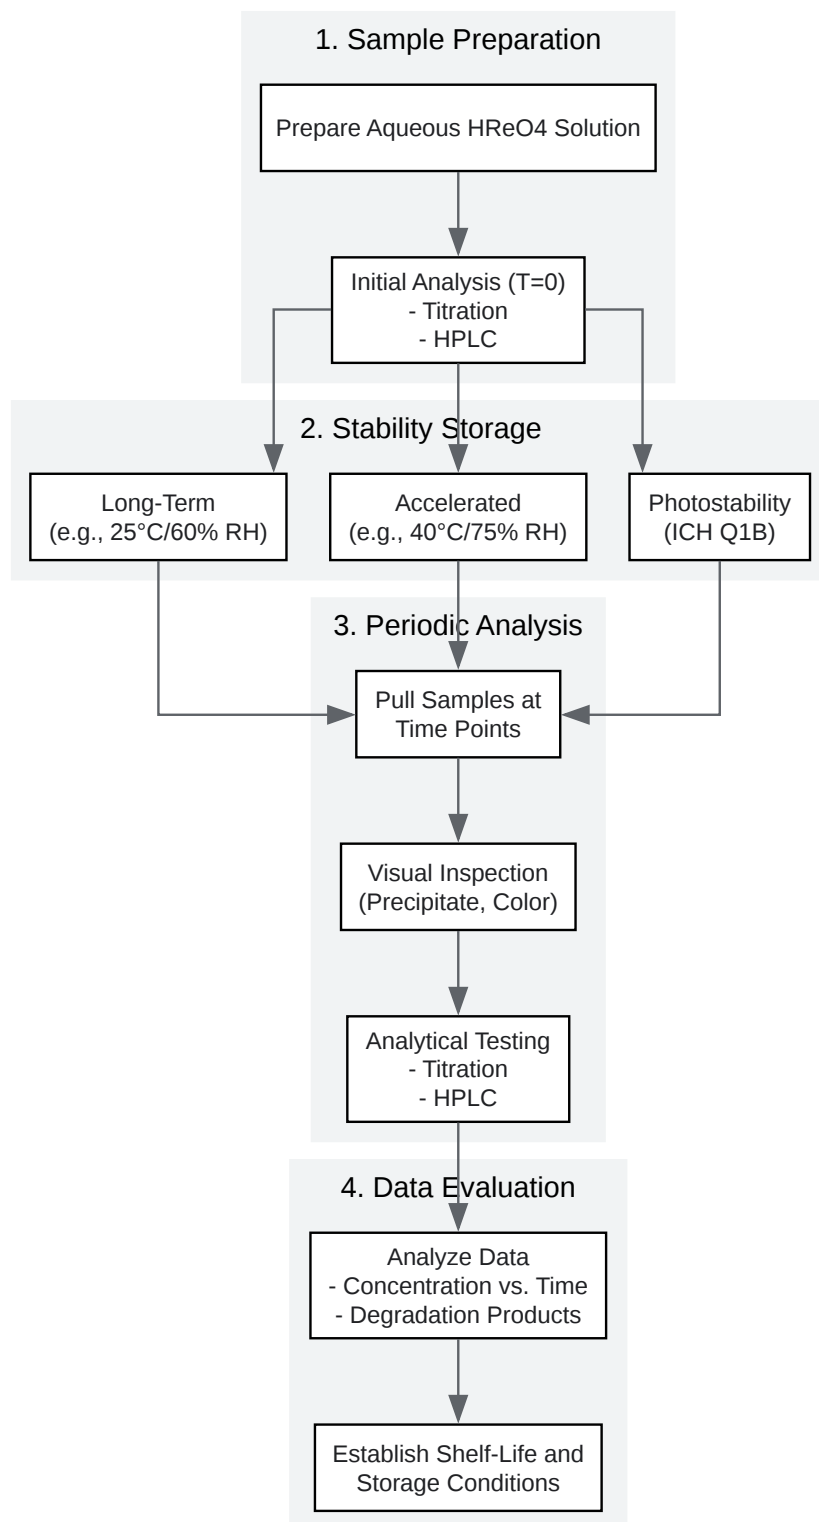 1. Sample Preparation
Prepare Aqueous HReO4 Solution
Initial Analysis (T=0)
- Titration
- HPLC
2. Stability Storage
Long-Term
(e.g., 25°C/60% RH)
Accelerated
(e.g., 40°C/75% RH)
Photostability
(ICH Q1B)
3. Periodic Analysis
Pull Samples at
Time Points
Visual Inspection
(Precipitate, Color)
Analytical Testing
- Titration
- HPLC
4. Data Evaluation
Analyze Data
- Concentration vs. Time
- Degradation Products
Establish Shelf-Life and
Storage Conditions